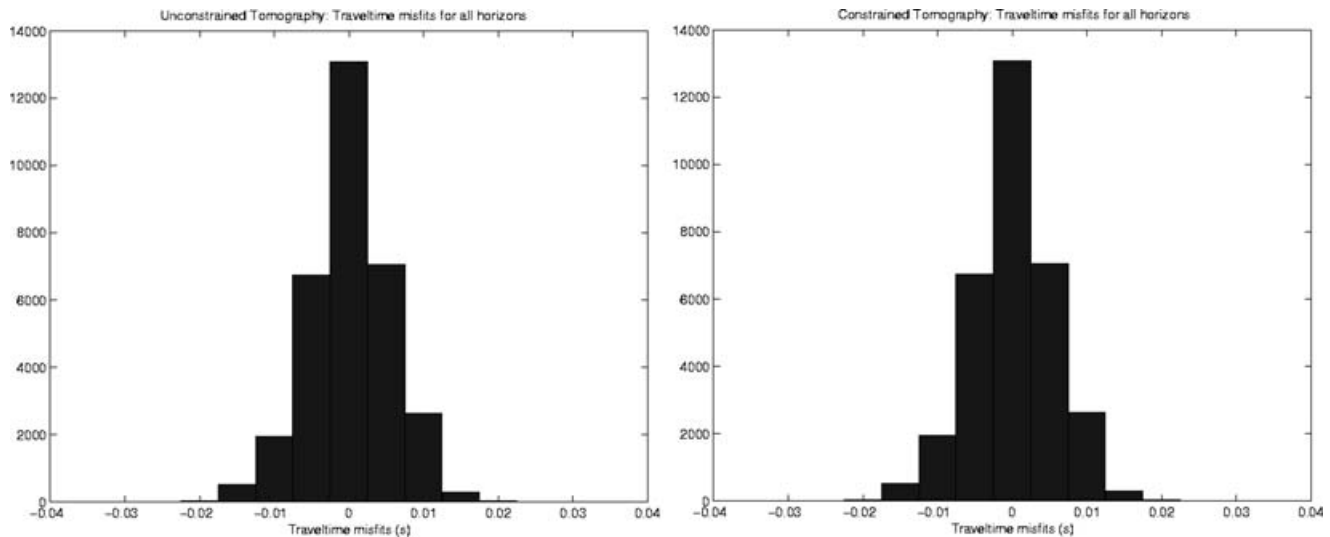 Unconstrained Tomography: Traveltime misfits for all horizons
14000
12000
10000
8000
6000
4000
2000
0
−0.04 −0.03 −0.02 −0.01 0 0.01 0.02 0.03 0.04
Traveltime misfits (s)
Constrained Tomography: Traveltime misfits for all horizons
14000
12000
10000
8000
6000
4000
2000
0
−0.04 −0.03 −0.02 −0.01 0 0.01 0.02 0.03 0.04
Traveltime misfits (s)